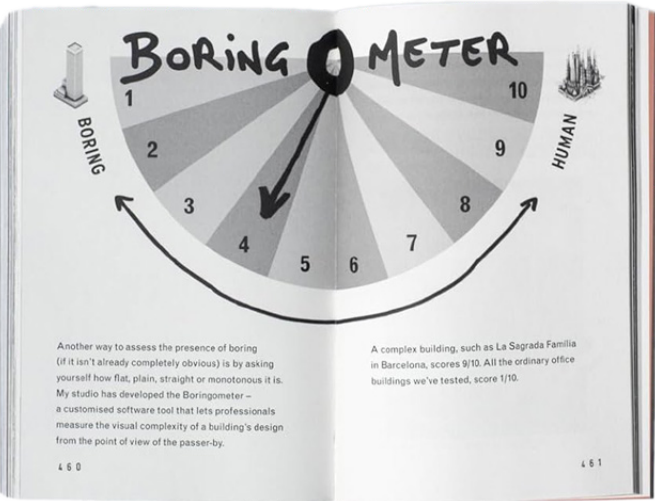 BORING O METER
1
2
3
4
5
6
7
8
9
10
BORING
HUMAN
Another way to assess the presence of boring
(if it isn't already completely obvious) is by asking
yourself how flat, plain, straight or monotonous it is.
My studio has developed the Boringometer –
a customised software tool that lets professionals
measure the visual complexity of a building's design
from the point of view of the passer-by.
460
A complex building, such as La Sagrada Família
in Barcelona, scores 9/10. All the ordinary office
buildings we've tested, score 1/10.
461